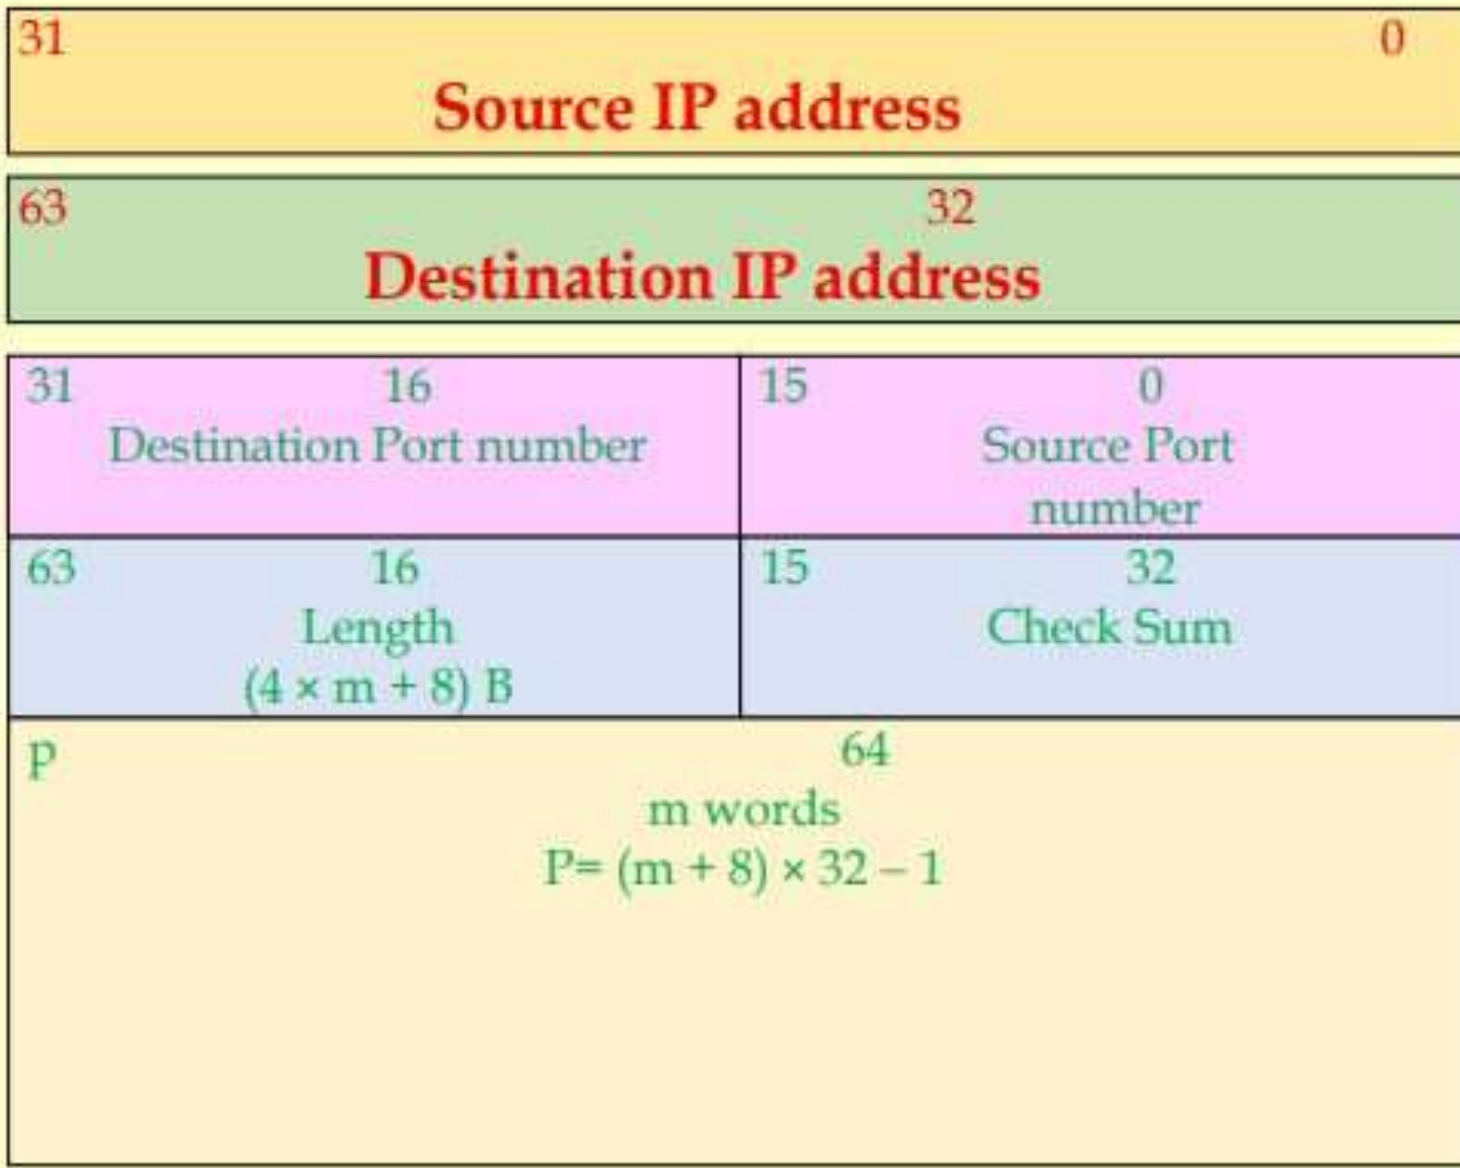 31 0
Source IP address
63 32
Destination IP address
31 16
Destination Port number
15 0
Source Port
number
63 16
Length
(4 × m + 8) B
15 32
Check Sum
p 64
m words
P= (m + 8) × 32 – 1